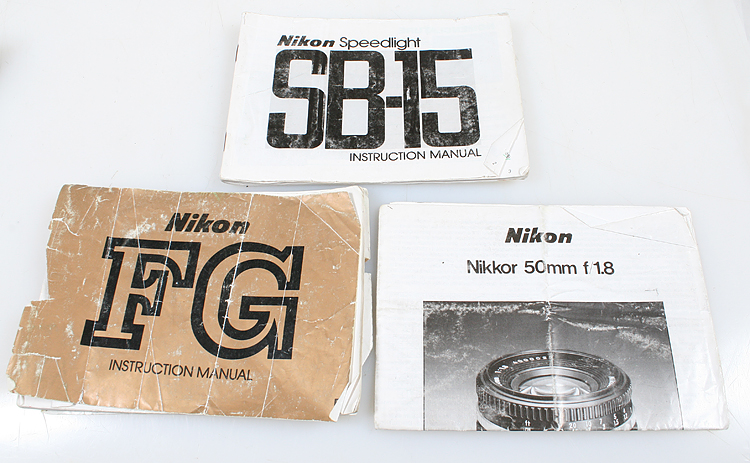 Nikon Speedlight
SB-15
INSTRUCTION MANUAL
Nikon
FG
INSTRUCTION MANUAL
Nikon
Nikkor 50mm f/1.8